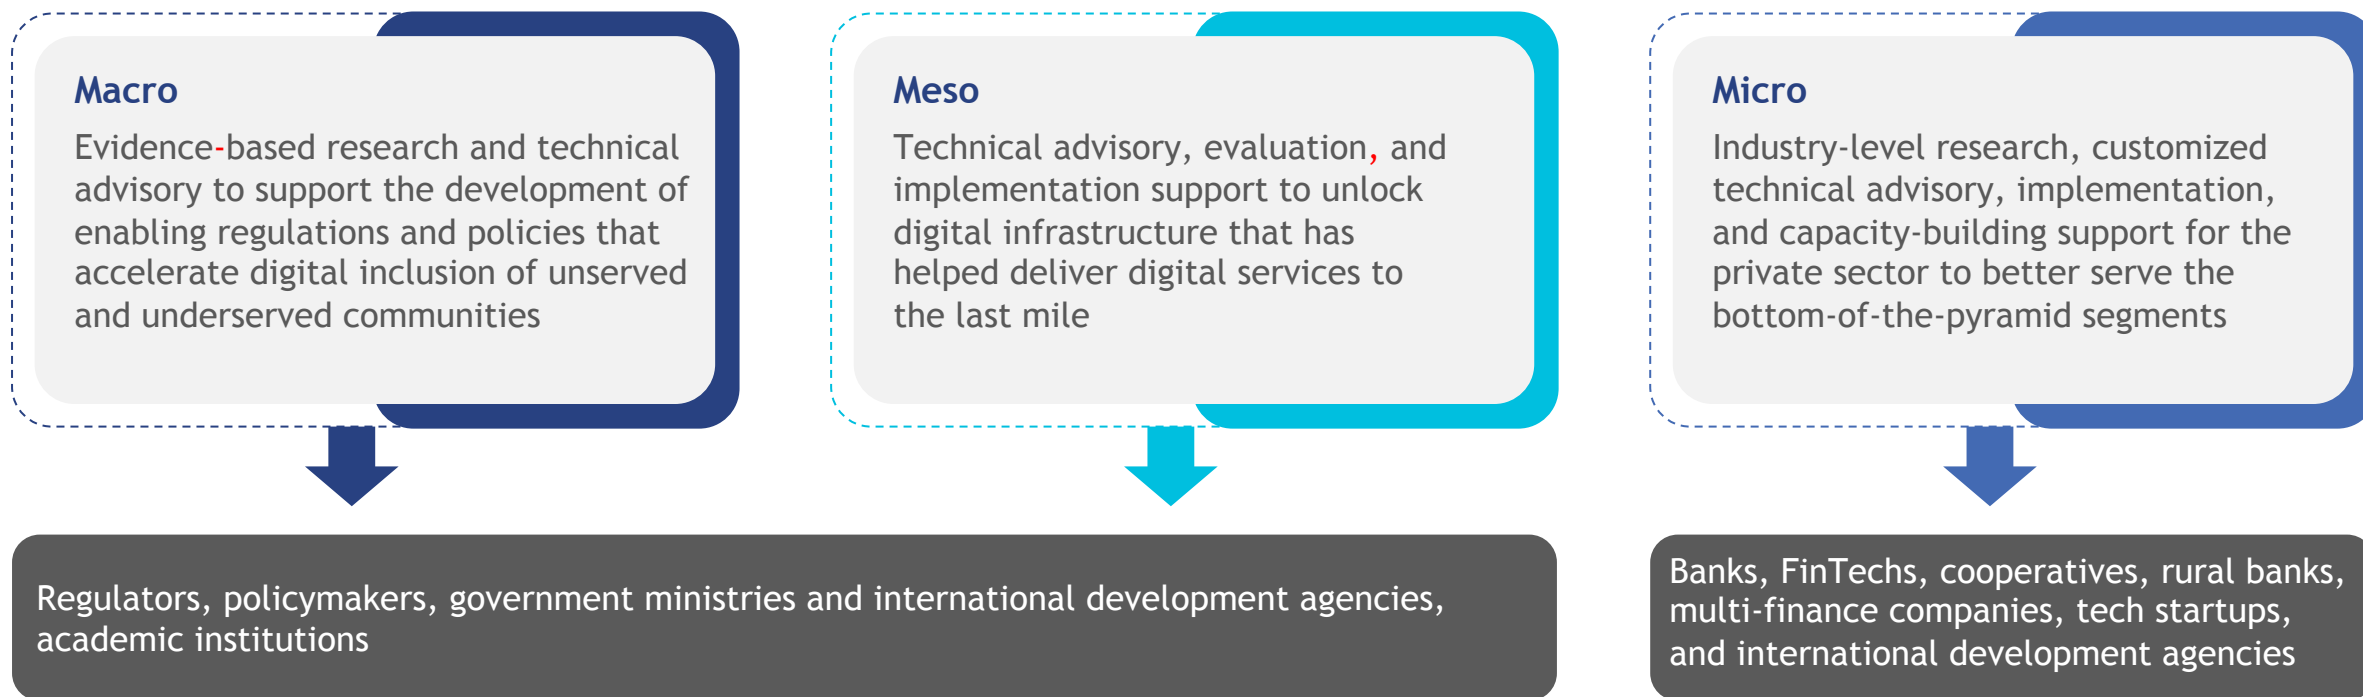 Macro
Evidence-based research and technical
advisory to support the development of
enabling regulations and policies that
accelerate digital inclusion of unserved
and underserved communities
Meso
Technical advisory, evaluation, and
implementation support to unlock
digital infrastructure that has
helped deliver digital services to
the last mile
Micro
Industry-level research, customized
technical advisory, implementation,
and capacity-building support for the
private sector to better serve the
bottom-of-the-pyramid segments
Regulators, policymakers, government ministries and international development agencies,
academic institutions
Banks, FinTechs, cooperatives, rural banks,
multi-finance companies, tech startups,
and international development agencies